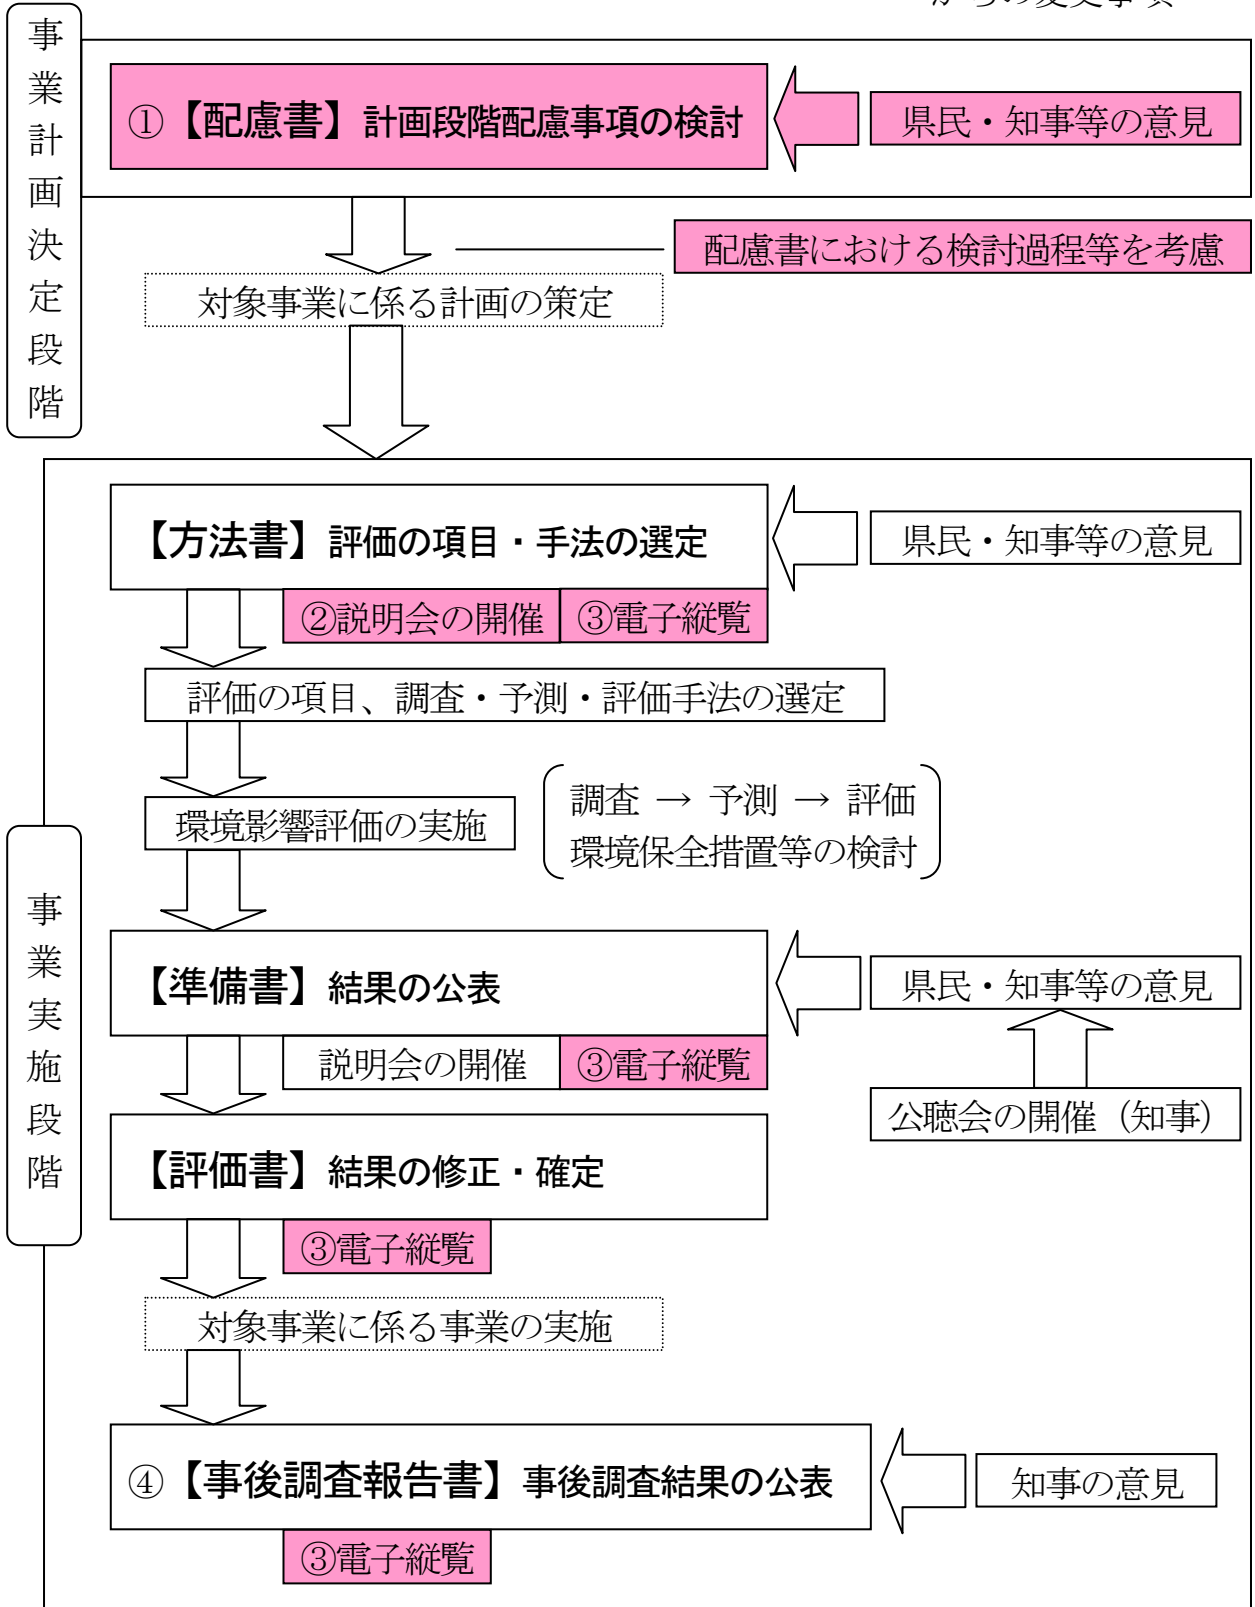 からの変更事項
事業計画決定段階
①【配慮書】計画段階配慮事項の検討
県民・知事等の意見
配慮書における検討過程等を考慮
対象事業に係る計画の策定
事業実施段階
【方法書】評価の項目・手法の選定
県民・知事等の意見
②説明会の開催
③電子縦覧
評価の項目、調査・予測・評価手法の選定
環境影響評価の実施
調査 → 予測 → 評価
環境保全措置等の検討
【準備書】結果の公表
県民・知事等の意見
説明会の開催
③電子縦覧
公聴会の開催（知事）
【評価書】結果の修正・確定
③電子縦覧
対象事業に係る事業の実施
④【事後調査報告書】事後調査結果の公表
知事の意見
③電子縦覧